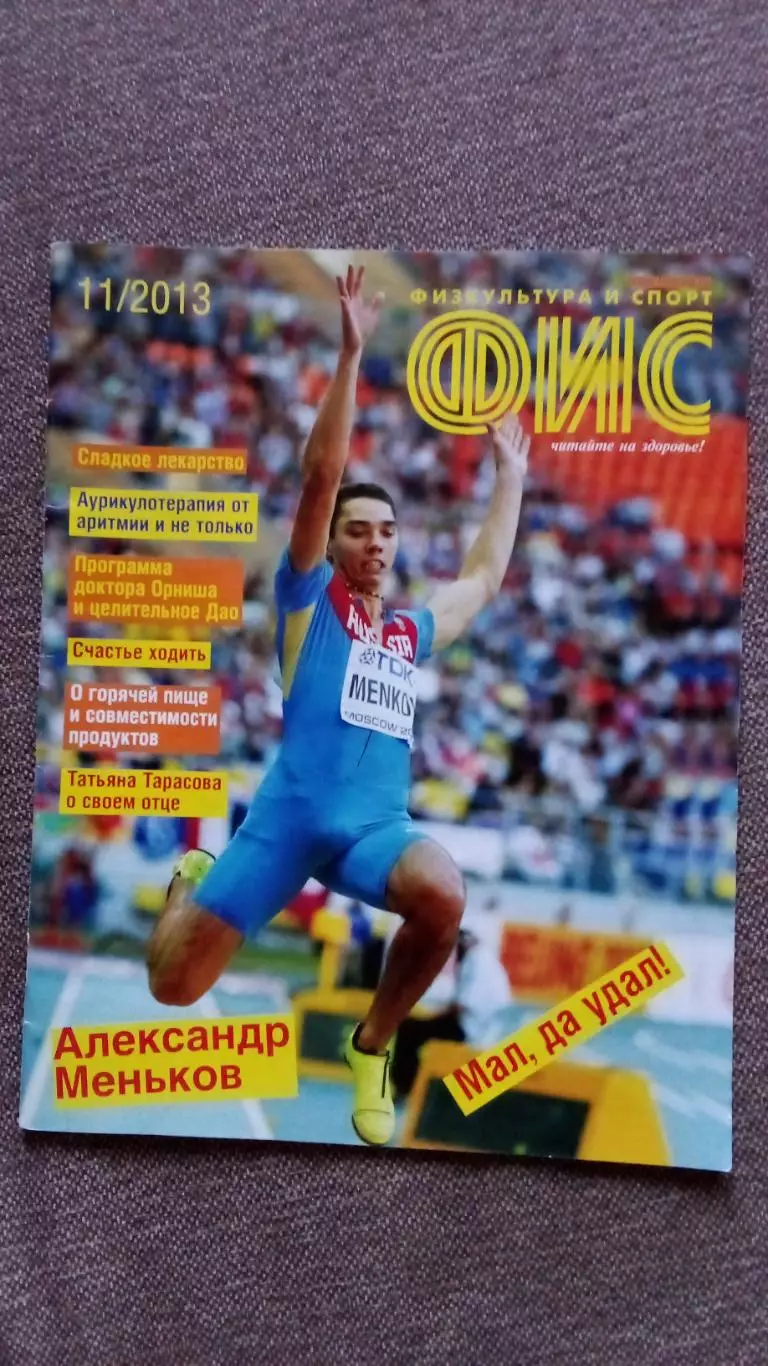 11/2013
ФИЗКУЛЬТУРА И СПОРТ
ФИС
читайте на здоровье!
Сладкое лекарство
Аурикулотерапия от
аритмии и не только
Программа
доктора Орниша
и целительное Дао
Счастье ходить
О горячей пище
и совместимости
продуктов
Татьяна Тарасова
о своем отце
TDK
MENKOV
MOSCOW
Александр
Меньков
Мал, да удал!